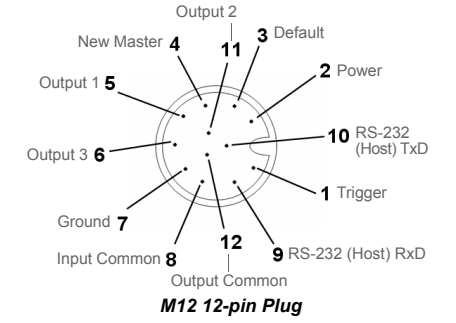 Output 2
New Master 4
11
3 Default
Output 1 5
2 Power
10 RS-232
(Host) TxD
Output 3 6
1 Trigger
Ground 7
12
Input Common 8
9 RS-232 (Host) RxD
Output Common
M12 12-pin Plug